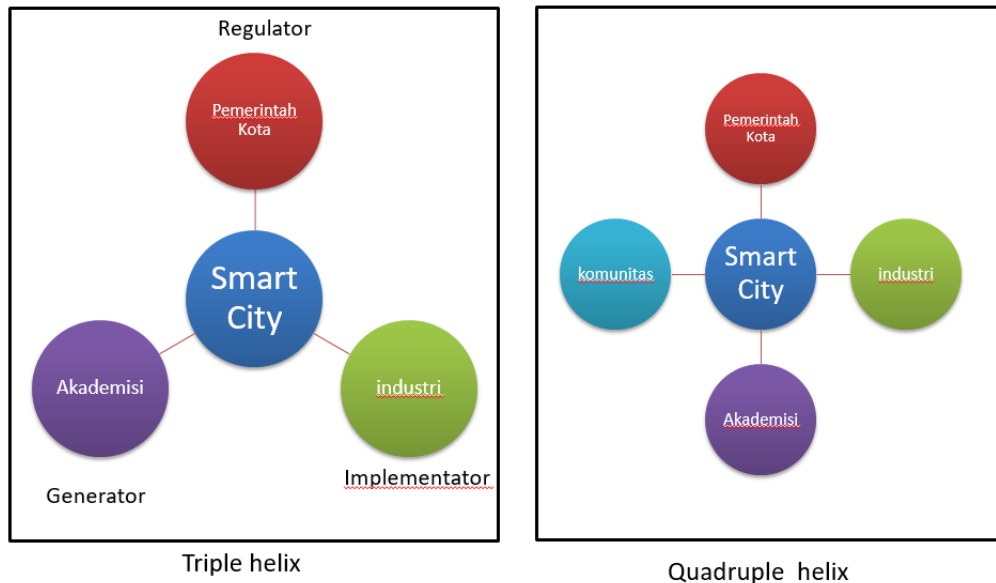 Regulator
Pemerintah
Kota
Smart
City
Akademisi
industri
Generator
Implementator
Triple helix
Pemerintah
Kota
komunitas
Smart
City
industri
Akademisi
Quadruple helix